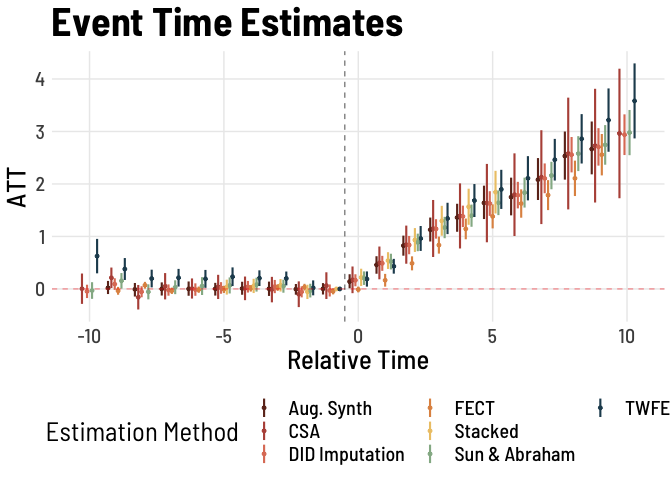 Event Time Estimates
ATT
4
3
2
1
0
-10
-5
0
5
10
Relative Time
Estimation Method
Aug. Synth
CSA
DID Imputation
FECT
Stacked
Sun & Abraham
TWFE